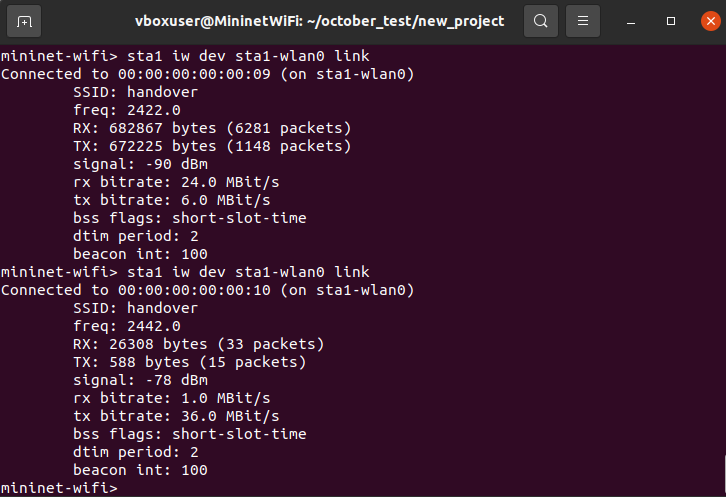 vboxuser@MininetWiFi: ~/october_test/new_project
mininet-wifi> sta1 iw dev sta1-wlan0 link
Connected to 00:00:00:00:00:09 (on sta1-wlan0)
SSID: handover
freq: 2422.0
RX: 682867 bytes (6281 packets)
TX: 672225 bytes (1148 packets)
signal: -90 dBm
rx bitrate: 24.0 MBit/s
tx bitrate: 6.0 MBit/s
bss flags: short-slot-time
dtim period: 2
beacon int: 100
mininet-wifi> sta1 iw dev sta1-wlan0 link
Connected to 00:00:00:00:00:10 (on sta1-wlan0)
SSID: handover
freq: 2442.0
RX: 26308 bytes (33 packets)
TX: 588 bytes (15 packets)
signal: -78 dBm
rx bitrate: 1.0 MBit/s
tx bitrate: 36.0 MBit/s
bss flags: short-slot-time
dtim period: 2
beacon int: 100
mininet-wifi>